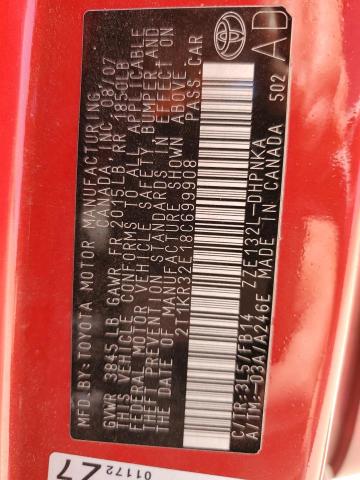 MFD.BY:TOYOTA MOTOR MANUFACTURING
CANADA, INC. 08/07
GVWR 3845LB GAWR FR 2015LB RR 1850LB
THIS VEHICLE CONFORMS TO ALL APPLICABLE
FEDERAL MOTOR VEHICLE SAFETY, BUMPER, AND
THEFT PREVENTION STANDARDS IN EFFECT ON
THE DATE OF MANUFACTURE SHOWN ABOVE.
2T1KR32E18C699908 PASS.CAR
C/TR:3L5/FB14 ZZE132L-DHPNKA
A/TM:-03A/A246E MADE IN CANADA 502
AD
01172